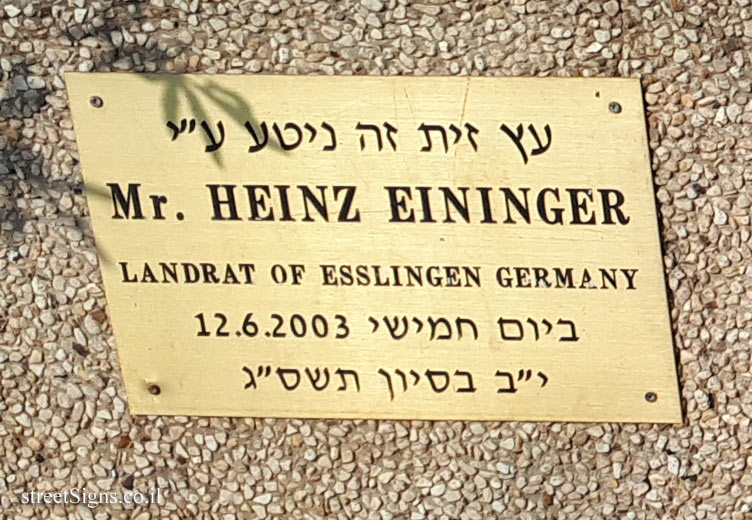 עץ זית זה ניטע ע"י
Mr. HEINZ EININGER
LANDRAT OF ESSLINGEN GERMANY
ביום חמישי 12.6.2003
י"ב בסיון תשס"ג
streetSigns.co.il